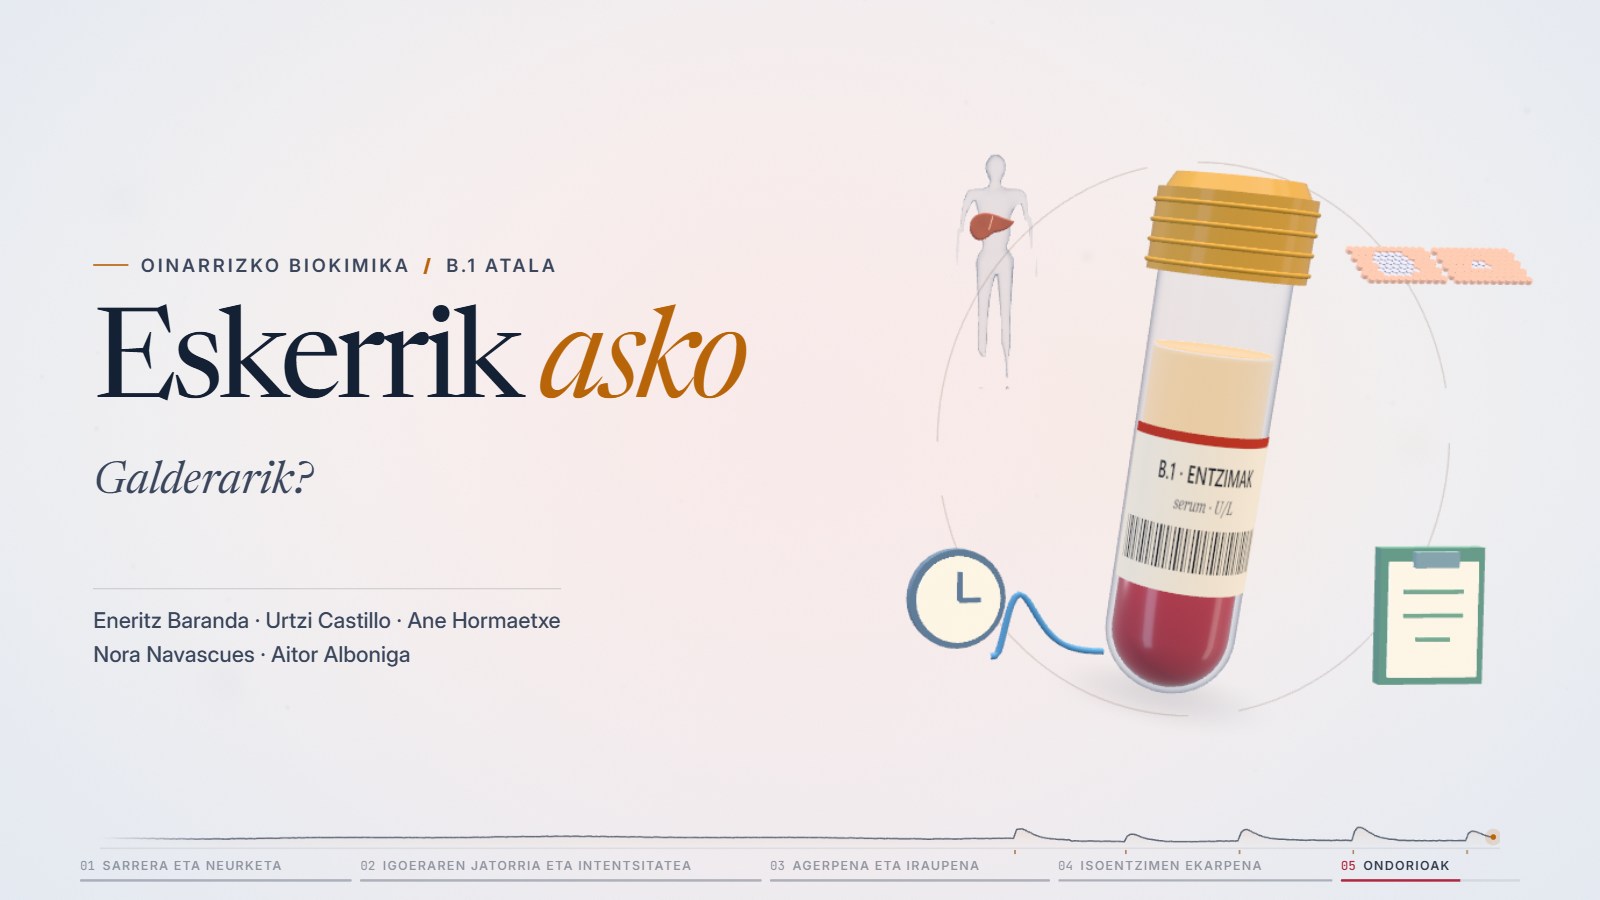 OINARRIZKO BIOKIMIKA / B.1 ATALA
Eskerrik asko
Galderarik?
Eneritz Baranda · Urtzi Castillo · Ane Hormaetxe
Nora Navascues · Aitor Alboniga
B.1 · ENTZIMAK
serum · U/L
01 SARRERA ETA NEURKETA
02 IGOERAREN JATORRIA ETA INTENTSITATEA
03 AGERPENA ETA IRAUPENA
04 ISOENTZIMEN EKARPENA
05 ONDORIOAK